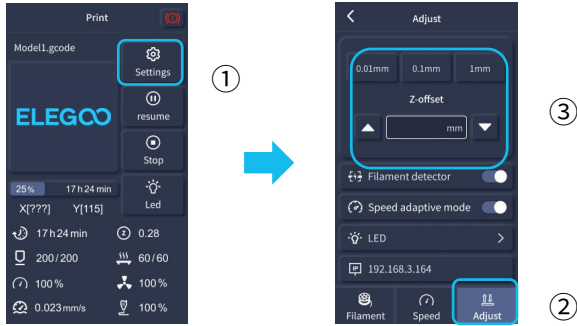 Print
Model1.gcode
Settings
ELEGOO
resume
Stop
25% 17 h 24 min
Led
X[???] Y[115]
17 h 24 min 0.28
200/200 60/60
100% 100%
0.023mm/s 100%
①
Adjust
0.01mm 0.1mm 1mm
Z-offset
mm
Filament detector
Speed adaptive mode
LED
IP 192.168.3.164
Filament Speed Adjust
③
②